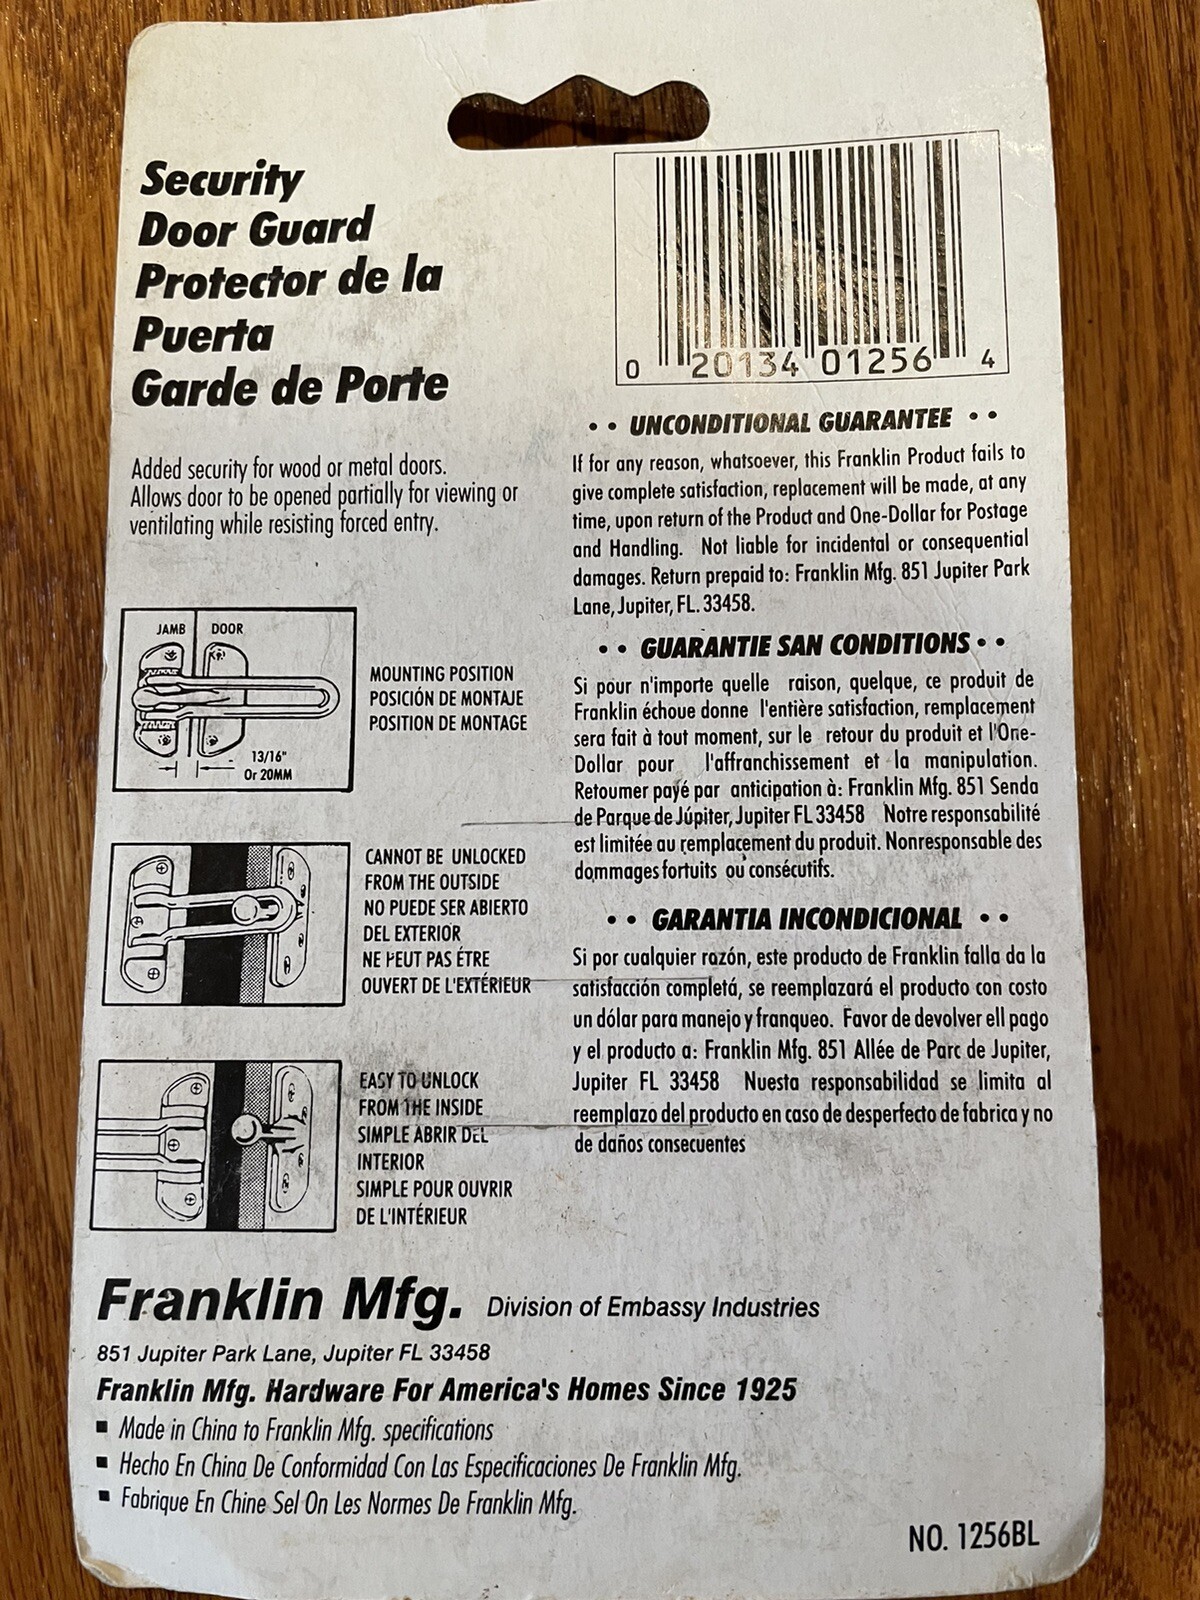 Security
Door Guard
Protector de la
Puerta
Garde de Porte
Added security for wood or metal doors.
Allows door to be opened partially for viewing or
ventilating while resisting forced entry.
JAMB DOOR
13/16"
Or 20MM
MOUNTING POSITION
POSICIÓN DE MONTAJE
POSITION DE MONTAGE
CANNOT BE UNLOCKED
FROM THE OUTSIDE
NO PUEDE SER ABIERTO
DEL EXTERIOR
NE PEUT PAS ÉTRE
OUVERT DE L'EXTÉRIEUR
EASY TO UNLOCK
FROM THE INSIDE
SIMPLE ABRIR DEL
INTERIOR
SIMPLE POUR OUVRIR
DE L'INTÉRIEUR
0 20134 01256 4
•• UNCONDITIONAL GUARANTEE ••
If for any reason, whatsoever, this Franklin Product fails to
give complete satisfaction, replacement will be made, at any
time, upon return of the Product and One-Dollar for Postage
and Handling. Not liable for incidental or consequential
damages. Return prepaid to: Franklin Mfg. 851 Jupiter Park
Lane, Jupiter, FL. 33458.
•• GUARANTIE SAN CONDITIONS ••
Si pour n'importe quelle raison, quelque, ce produit de
Franklin échoue donne l'entière satisfaction, remplacement
sera fait à tout moment, sur le retour du produit et l'One-
Dollar pour l'affranchissement et la manipulation.
Retoumer payé par anticipation à: Franklin Mfg. 851 Senda
de Parque de Júpiter, Jupiter FL 33458 Notre responsabilité
est limitée au remplacement du produit. Nonresponsable des
dommages fortuits où consécutifs.
•• GARANTIA INCONDICIONAL ••
Si por cualquier razón, este producto de Franklin falla da la
satisfacción completá, se reemplazará el producto con costo
un dólar para manejo y franqueo. Favor de devolver ell pago
y el producto a: Franklin Mfg. 851 Allée de Parc de Jupiter,
Jupiter FL 33458 Nuesta responsabilidad se limita al
reemplazo del producto en caso de desperfecto de fabrica y no
de daños consecuentes
Franklin Mfg. Division of Embassy Industries
851 Jupiter Park Lane, Jupiter FL 33458
Franklin Mfg. Hardware For America's Homes Since 1925
▪ Made in China to Franklin Mfg. specifications
▪ Hecho En China De Conformidad Con Las Especificaciones De Franklin Mfg.
▪ Fabrique En Chine Sel On Les Normes De Franklin Mfg.
NO. 1256BL